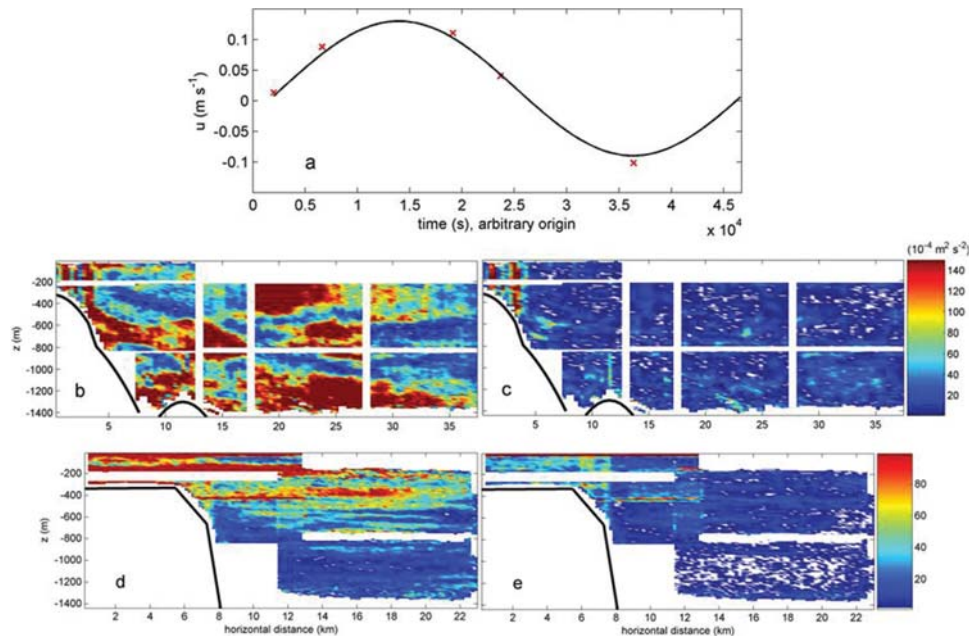 0.1
0.05
0
-0.05
-0.1
u (m s-1)
a
0 0.5 1 1.5 2 2.5 3 3.5 4 4.5
x 10^4
time (s), arbitrary origin
(10-4 m2 s-2)
-200
-400
-600
-800
-1000
-1200
-1400
z (m)
b
5 10 15 20 25 30 35
c
5 10 15 20 25 30 35
140
120
100
80
60
40
20
-200
-400
-600
-800
-1000
-1200
-1400
z (m)
d
0 2 4 6 8 10 12 14 16 18 20 22
horizontal distance (km)
e
0 2 4 6 8 10 12 14 16 18 20 22
horizontal distance (km)
80
60
40
20